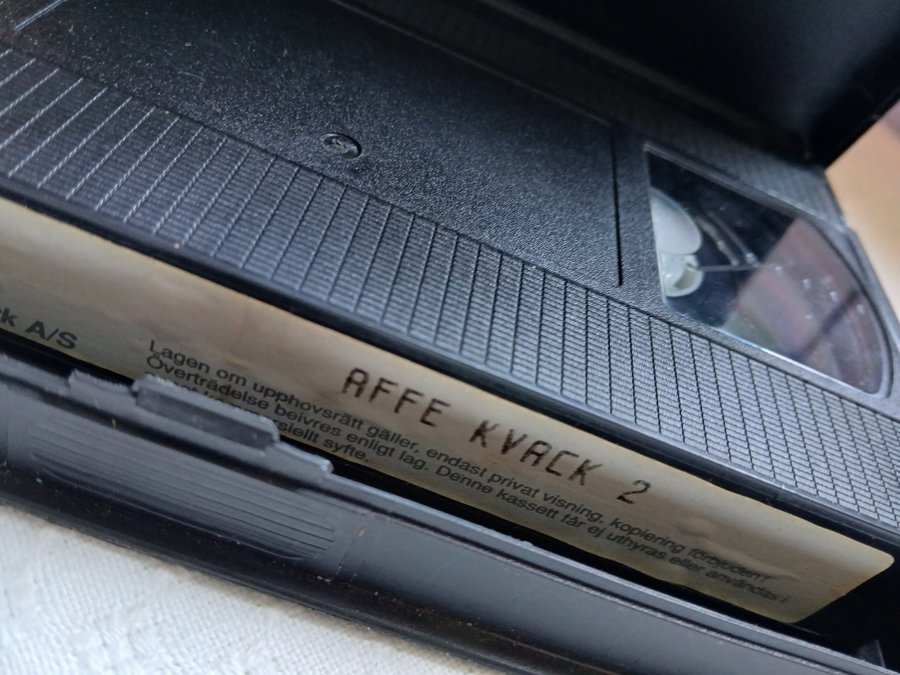 k A/S
AFFE KVACK 2
Lagen om upphovsrätt gäller, endast privat visning, kopiering förbjuden!
Överträdelse beivres enligt lag. Denne kassett får ej uthyras eller användas i
siellt syfte.